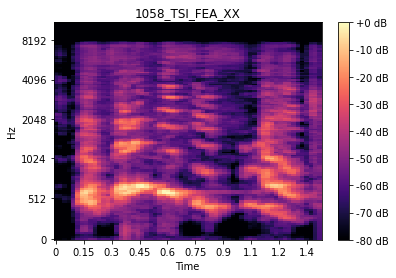 1058_TSI_FEA_XX
8192
4096
2048
1024
512
0
Hz
0 0.15 0.3 0.45 0.6 0.75 0.9 1.1 1.2 1.4
Time
+0 dB
-10 dB
-20 dB
-30 dB
-40 dB
-50 dB
-60 dB
-70 dB
-80 dB